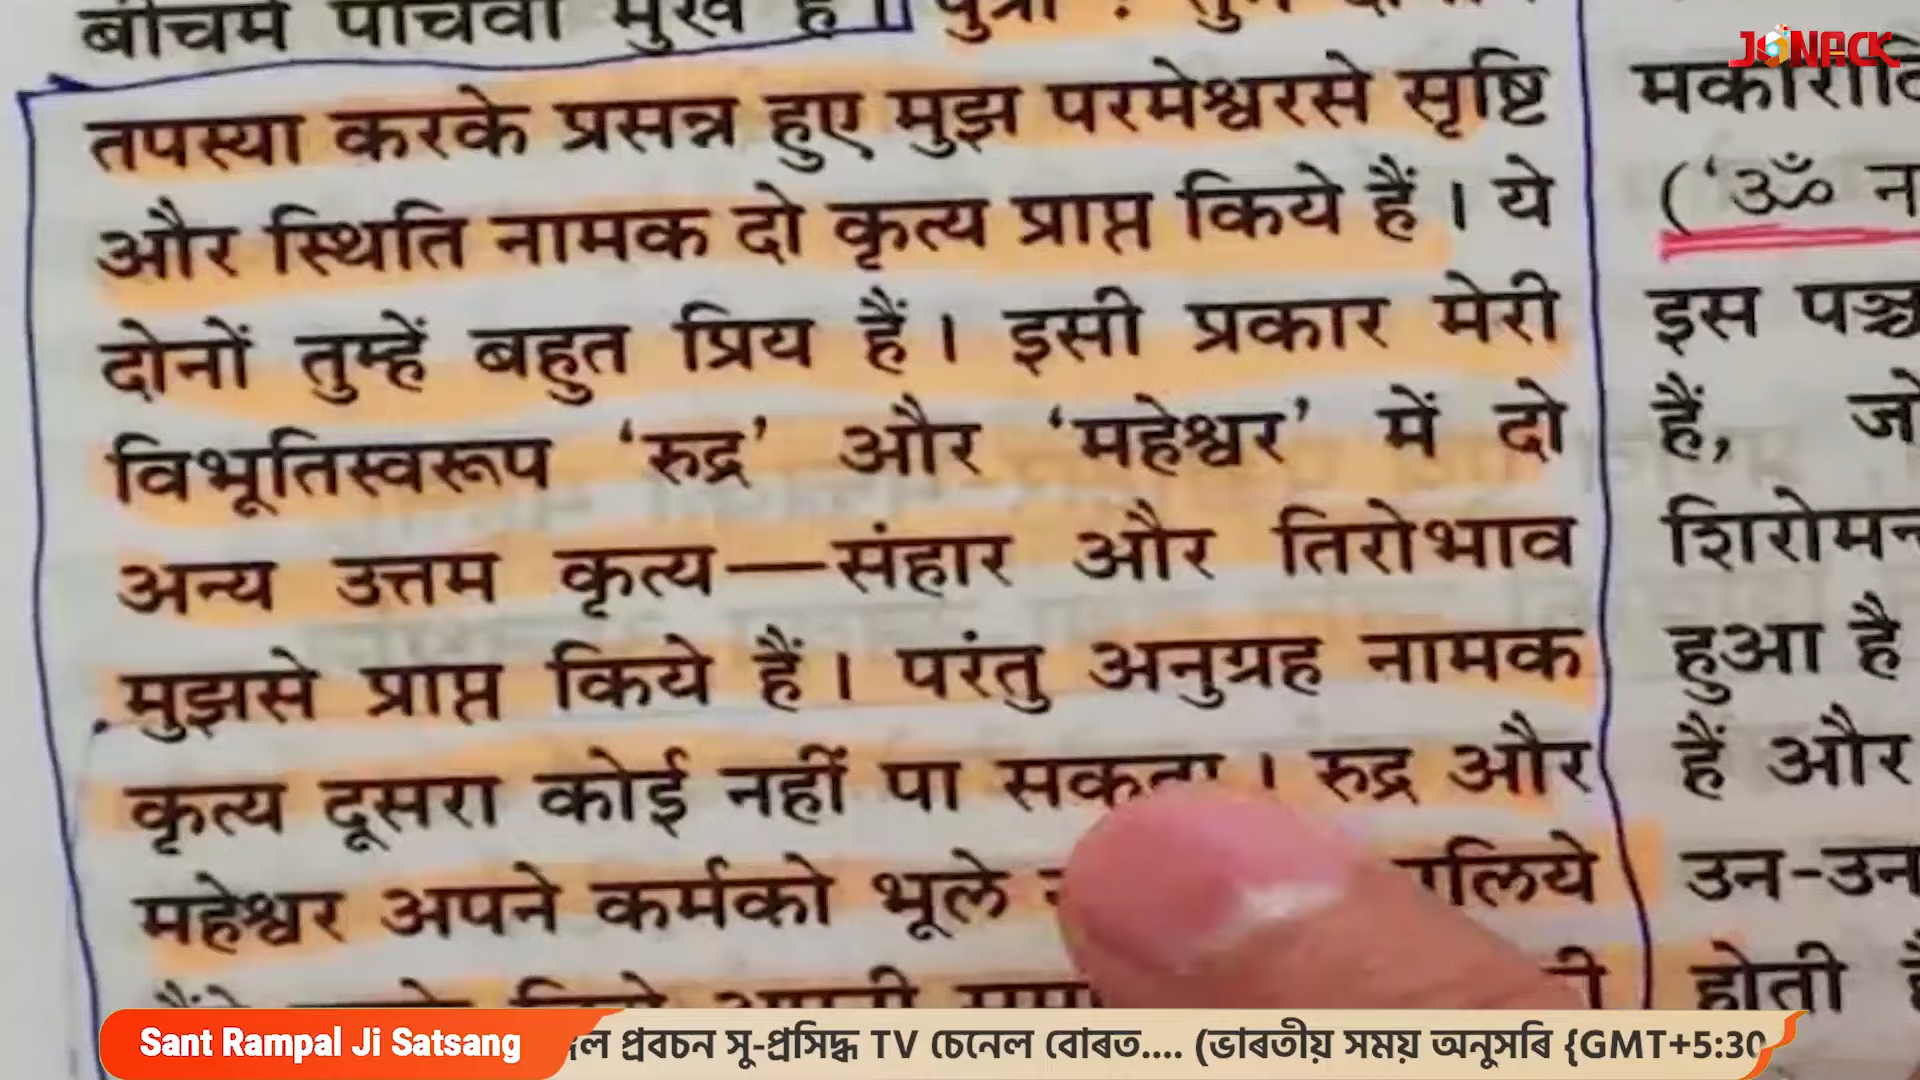 बीचमें पाँचवाँ मुख है।
तपस्या करके प्रसन्न हुए मुझ परमेश्वरसे सृष्टि
और स्थिति नामक दो कृत्य प्राप्त किये हैं। ये
दोनों तुम्हें बहुत प्रिय हैं। इसी प्रकार मेरी
विभूतिस्वरूप ‘रुद्र’ और ‘महेश्वर’ में दो
अन्य उत्तम कृत्य—संहार और तिरोभाव
मुझसे प्राप्त किये हैं। परंतु अनुग्रह नामक
कृत्य दूसरा कोई नहीं पा सकता। रुद्र और
महेश्वर अपने कर्मको भूले
(‘ॐ
इस
हैं,
हुआ है
हैं और
उन-उन
होती
JONACK
Sant Rampal Ji Satsang
প্ৰবচন সু-প্ৰসিদ্ধ TV চেনেল বোৰত.... (ভাৰতীয় সময় অনুসৰি {GMT+5:30